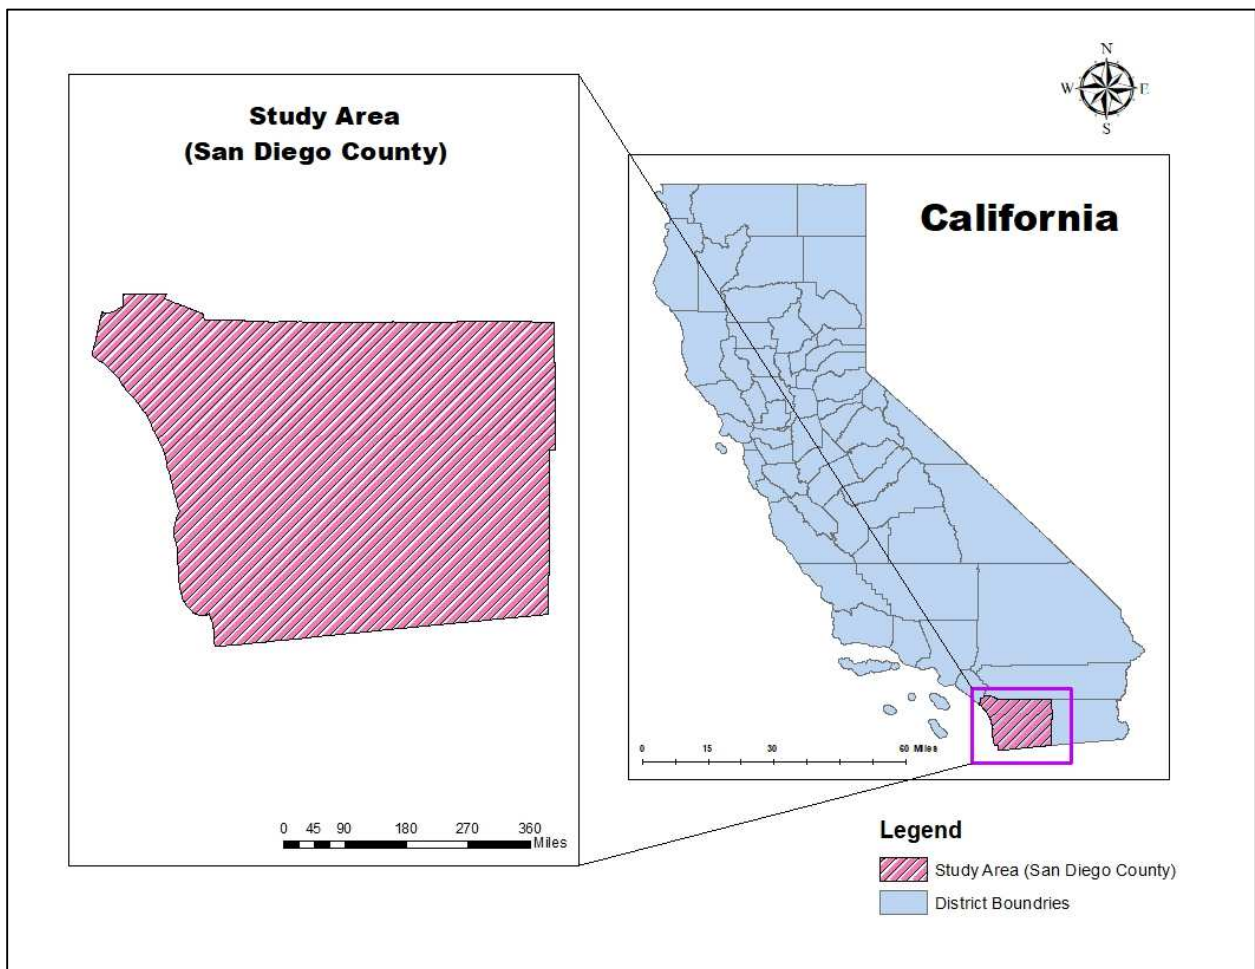 Study Area
(San Diego County)
0 45 90 180 270 360
Miles
N
W E
S
California
0 15 30 60 Miles
Legend
Study Area (San Diego County)
District Boundries